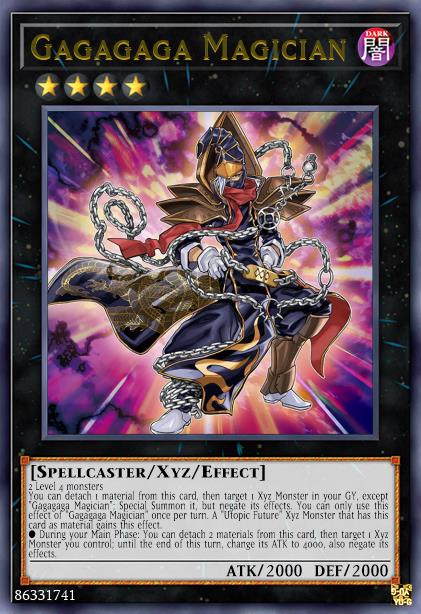 GAGAGAGA MAGICIAN
DARK
闇
[SPELLCASTER/XYZ/EFFECT]
2 Level 4 monsters
You can detach 1 material from this card, then target 1 Xyz Monster in your GY, except
"Gagagaga Magician"; Special Summon it, but negate its effects. You can only use this
effect of "Gagagaga Magician" once per turn. A "Utopic Future" Xyz Monster that has this
card as material gains this effect.
● During your Main Phase: You can detach 2 materials from this card, then target 1 Xyz
Monster you control; until the end of this turn, change its ATK to 4000, also negate its
effects.
ATK/2000 DEF/2000
86331741